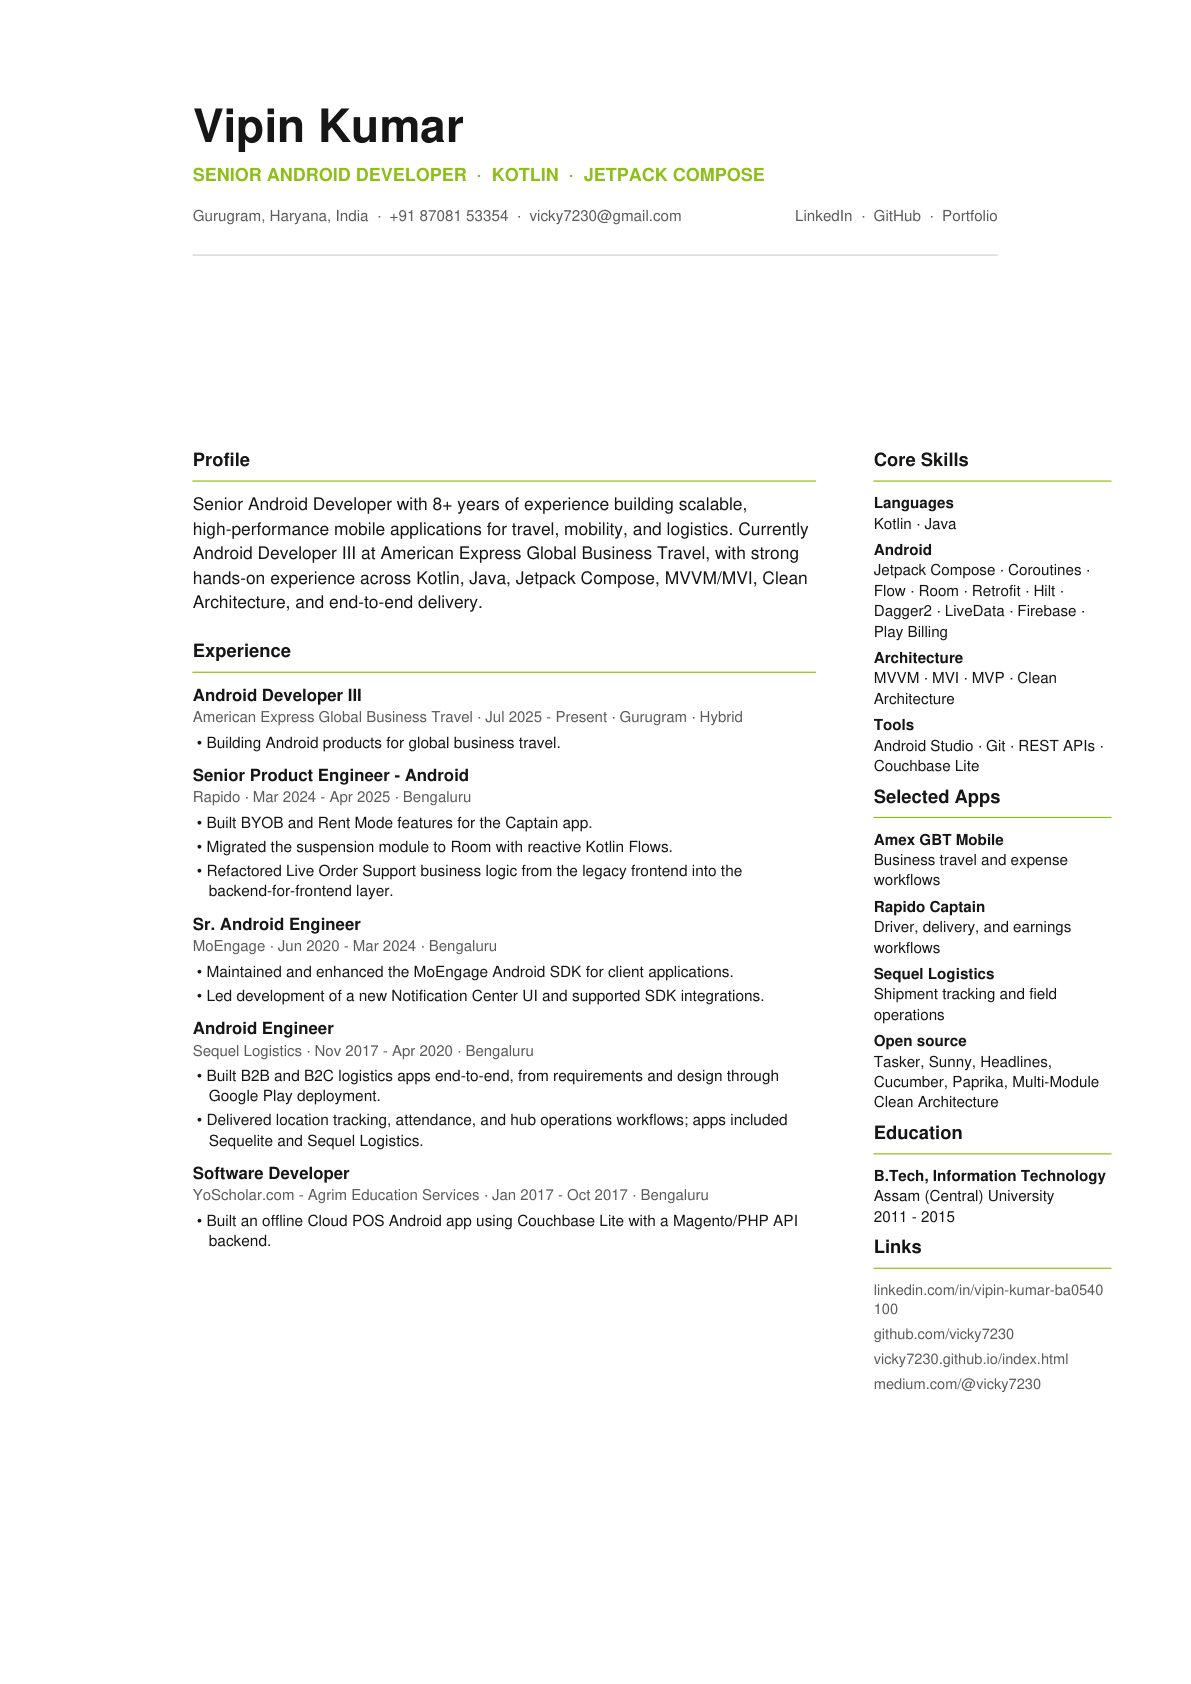 Vipin Kumar
SENIOR ANDROID DEVELOPER · KOTLIN · JETPACK COMPOSE
Gurugram, Haryana, India · +91 87081 53354 · vicky7230@gmail.com
LinkedIn · GitHub · Portfolio
Profile
Senior Android Developer with 8+ years of experience building scalable,
high-performance mobile applications for travel, mobility, and logistics. Currently
Android Developer III at American Express Global Business Travel, with strong
hands-on experience across Kotlin, Java, Jetpack Compose, MVVM/MVI, Clean
Architecture, and end-to-end delivery.
Experience
Android Developer III
American Express Global Business Travel · Jul 2025 - Present · Gurugram · Hybrid
• Building Android products for global business travel.
Senior Product Engineer - Android
Rapido · Mar 2024 - Apr 2025 · Bengaluru
• Built BYOB and Rent Mode features for the Captain app.
• Migrated the suspension module to Room with reactive Kotlin Flows.
• Refactored Live Order Support business logic from the legacy frontend into the
backend-for-frontend layer.
Sr. Android Engineer
MoEngage · Jun 2020 - Mar 2024 · Bengaluru
• Maintained and enhanced the MoEngage Android SDK for client applications.
• Led development of a new Notification Center UI and supported SDK integrations.
Android Engineer
Sequel Logistics · Nov 2017 - Apr 2020 · Bengaluru
• Built B2B and B2C logistics apps end-to-end, from requirements and design through
Google Play deployment.
• Delivered location tracking, attendance, and hub operations workflows; apps included
Sequelite and Sequel Logistics.
Software Developer
YoScholar.com - Agrim Education Services · Jan 2017 - Oct 2017 · Bengaluru
• Built an offline Cloud POS Android app using Couchbase Lite with a Magento/PHP API
backend.
Core Skills
Languages
Kotlin · Java
Android
Jetpack Compose · Coroutines ·
Flow · Room · Retrofit · Hilt ·
Dagger2 · LiveData · Firebase ·
Play Billing
Architecture
MVVM · MVI · MVP · Clean
Architecture
Tools
Android Studio · Git · REST APIs ·
Couchbase Lite
Selected Apps
Amex GBT Mobile
Business travel and expense
workflows
Rapido Captain
Driver, delivery, and earnings
workflows
Sequel Logistics
Shipment tracking and field
operations
Open source
Tasker, Sunny, Headlines,
Cucumber, Paprika, Multi-Module
Clean Architecture
Education
B.Tech, Information Technology
Assam (Central) University
2011 - 2015
Links
linkedin.com/in/vipin-kumar-ba0540
100
github.com/vicky7230
vicky7230.github.io/index.html
medium.com/@vicky7230